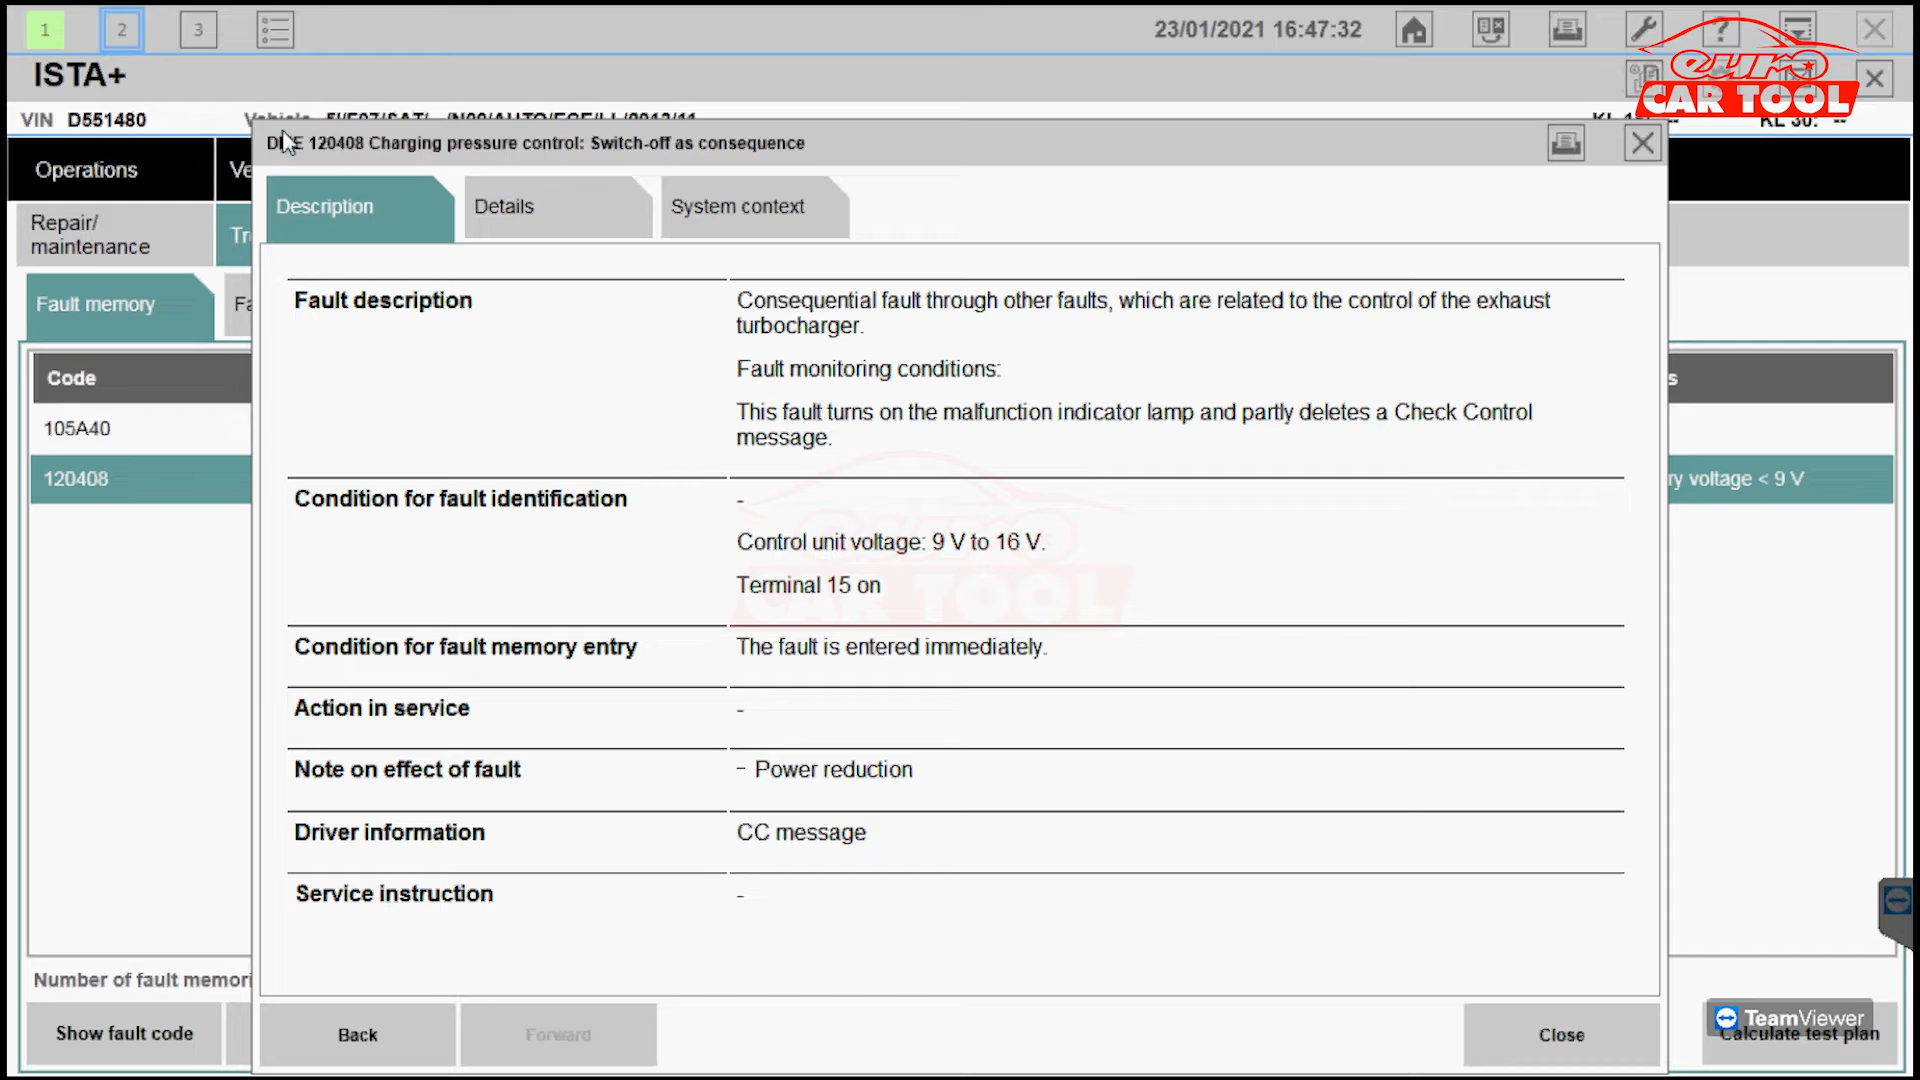 1
2
3
23/01/2021 16:47:32
?
ISTA+
euro
CAR TOOL
VIN D551480
120408 Charging pressure control: Switch-off as consequence
Operations
Ve
Description
Details
System context
Repair/
maintenance
Tr
Fault memory
Fa
Fault description
Consequential fault through other faults, which are related to the control of the exhaust
turbocharger.
Fault monitoring conditions:
This fault turns on the malfunction indicator lamp and partly deletes a Check Control
message.
Code
s
105A40
120408
ry voltage < 9 V
Condition for fault identification
-
Control unit voltage: 9 V to 16 V.
Terminal 15 on
euro
CAR TOOL
Condition for fault memory entry
The fault is entered immediately.
Action in service
-
Note on effect of fault
- Power reduction
Driver information
CC message
Service instruction
-
Number of fault memori
Show fault code
Back
Forward
Close
TeamViewer
Calculate test plan